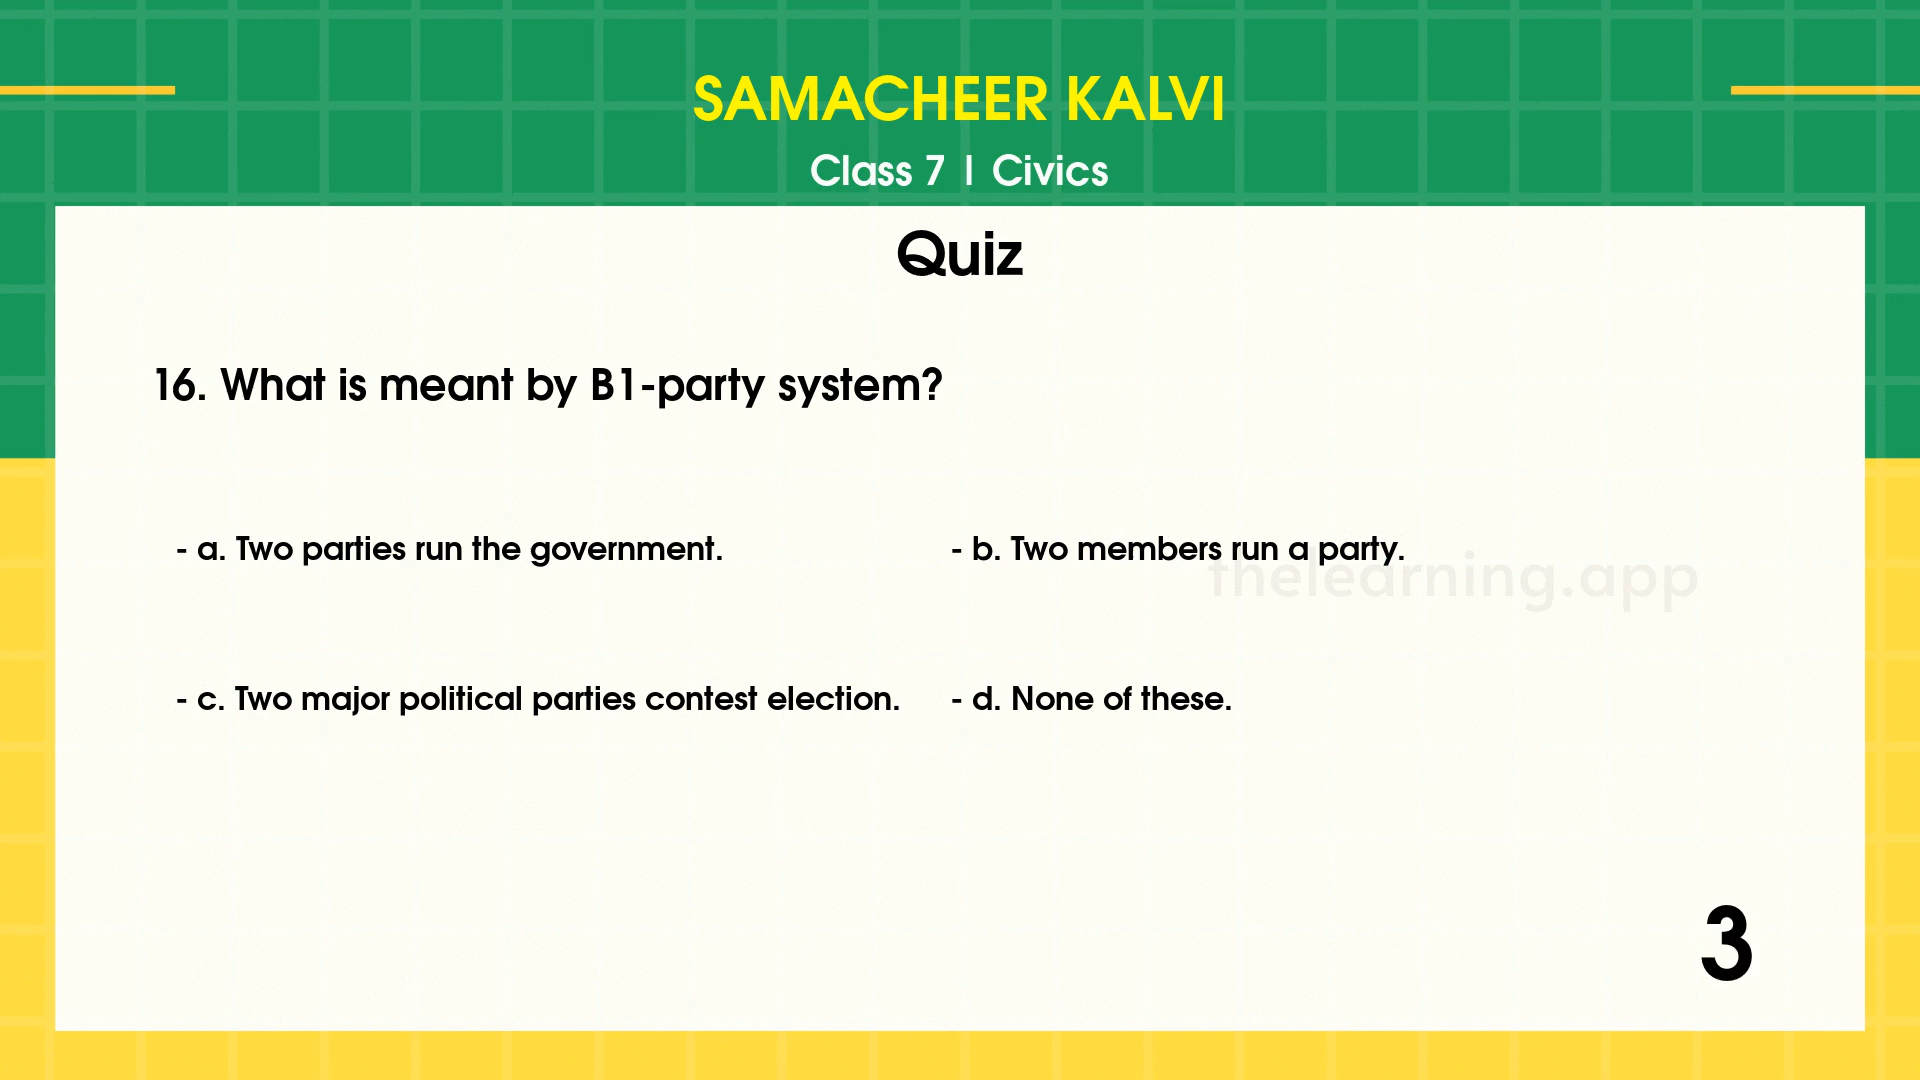 SAMACHEER KALVI
Class 7 | Civics
Quiz
16. What is meant by B1-party system?
- a. Two parties run the government.
- b. Two members run a party.
thelearning.app
- c. Two major political parties contest election.
- d. None of these.
3